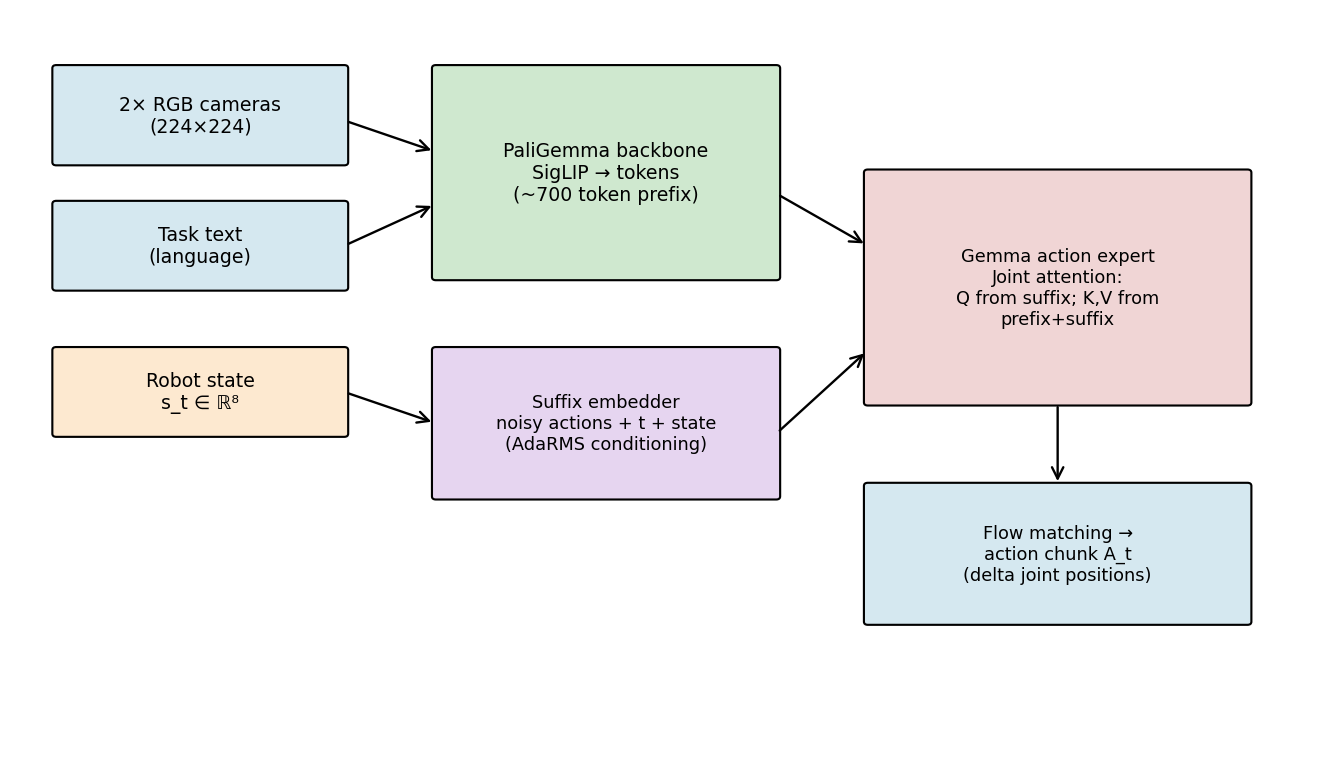 2× RGB cameras
(224×224)
Task text
(language)
Robot state
s_t ∈ ℝ⁸
PaliGemma backbone
SigLIP → tokens
(~700 token prefix)
Suffix embedder
noisy actions + t + state
(AdaRMS conditioning)
Gemma action expert
Joint attention:
Q from suffix; K,V from
prefix+suffix
Flow matching →
action chunk A_t
(delta joint positions)